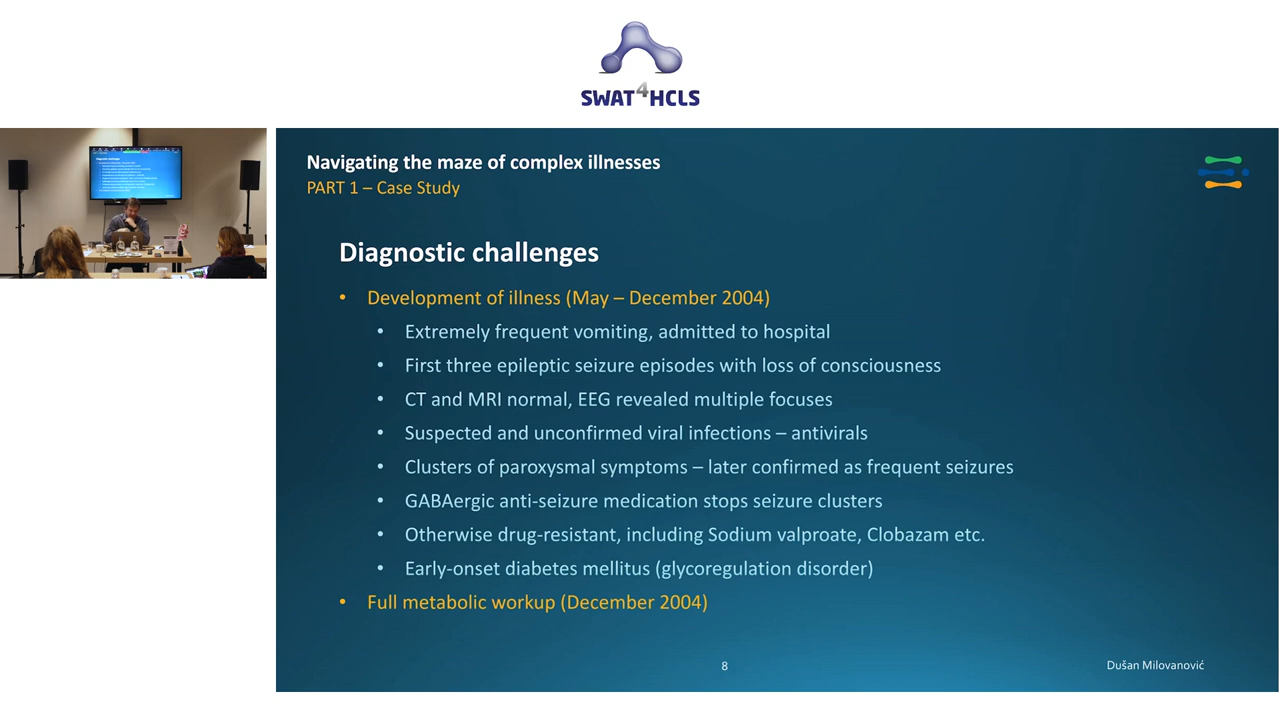 SWAT4HCLS
Navigating the maze of complex illnesses
PART 1 – Case Study
Diagnostic challenges
• Development of illness (May – December 2004)
• Extremely frequent vomiting, admitted to hospital
• First three epileptic seizure episodes with loss of consciousness
• CT and MRI normal, EEG revealed multiple focuses
• Suspected and unconfirmed viral infections – antivirals
• Clusters of paroxysmal symptoms – later confirmed as frequent seizures
• GABAergic anti-seizure medication stops seizure clusters
• Otherwise drug-resistant, including Sodium valproate, Clobazam etc.
• Early-onset diabetes mellitus (glycoregulation disorder)
• Full metabolic workup (December 2004)
8
Dušan Milovanović